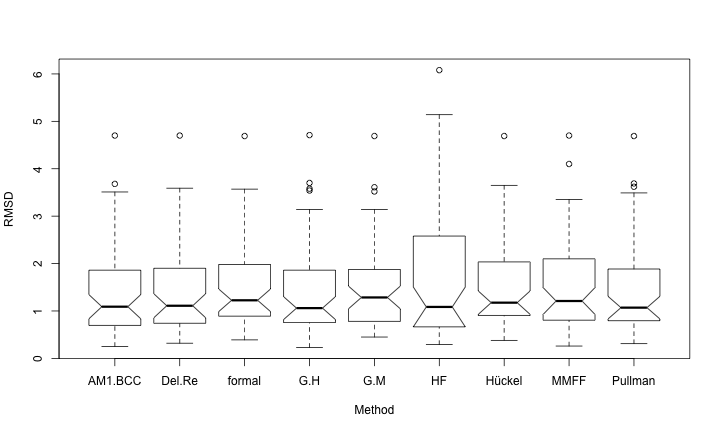 RMSD
6
5
4
3
2
1
0
AM1.BCC Del.Re formal G.H G.M HF Hückel MMFF Pullman
Method